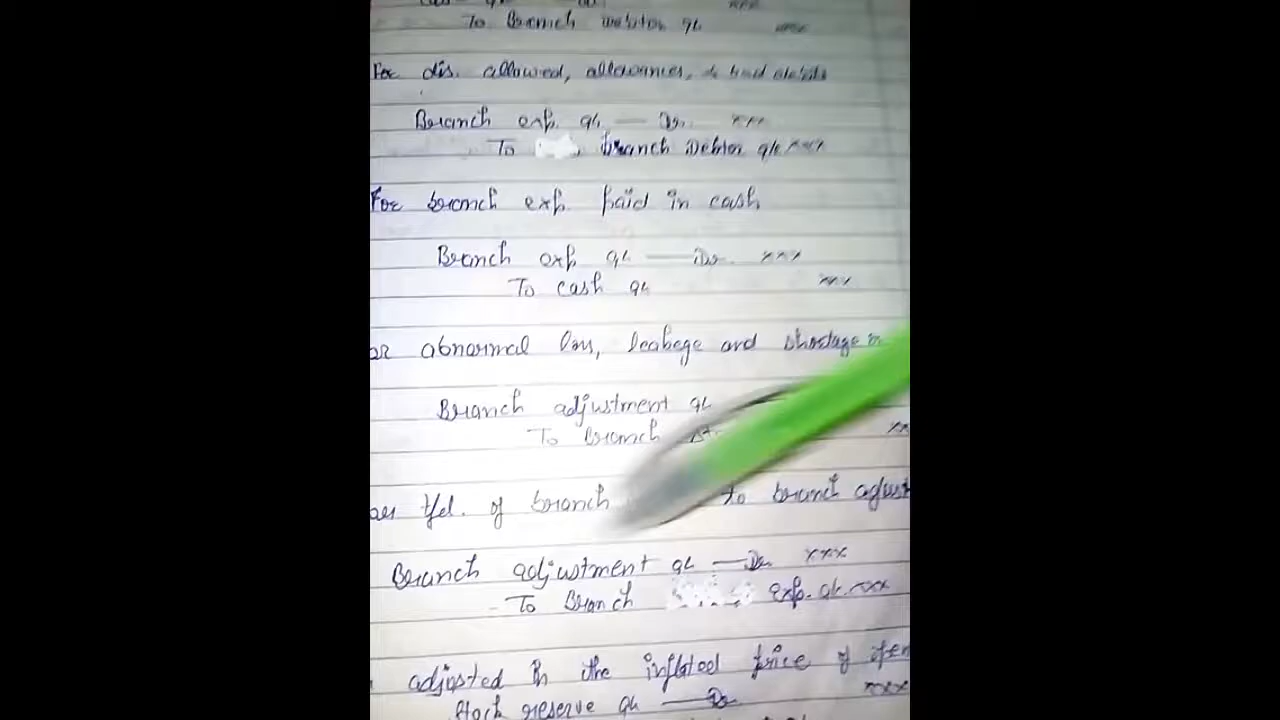 To Branch debtor a/c xxx
For dis. allowed, allowances, & bad debts
Branch exp. a/c — Dr. xxx
To branch Debtor a/c xxx
For branch exp. paid in cash
Branch exp. a/c — Dr. xxx
To cash a/c xxx
abnormal loss, leakage and shortage
Branch adjustment a/c
To Branch
Tfd. of branch to branch adjust
Branch adjustment a/c — Dr. xxx
To Branch exp. a/c. xxx
adjusted in the inflated price of
Stock reserve a/c — Dr xxx